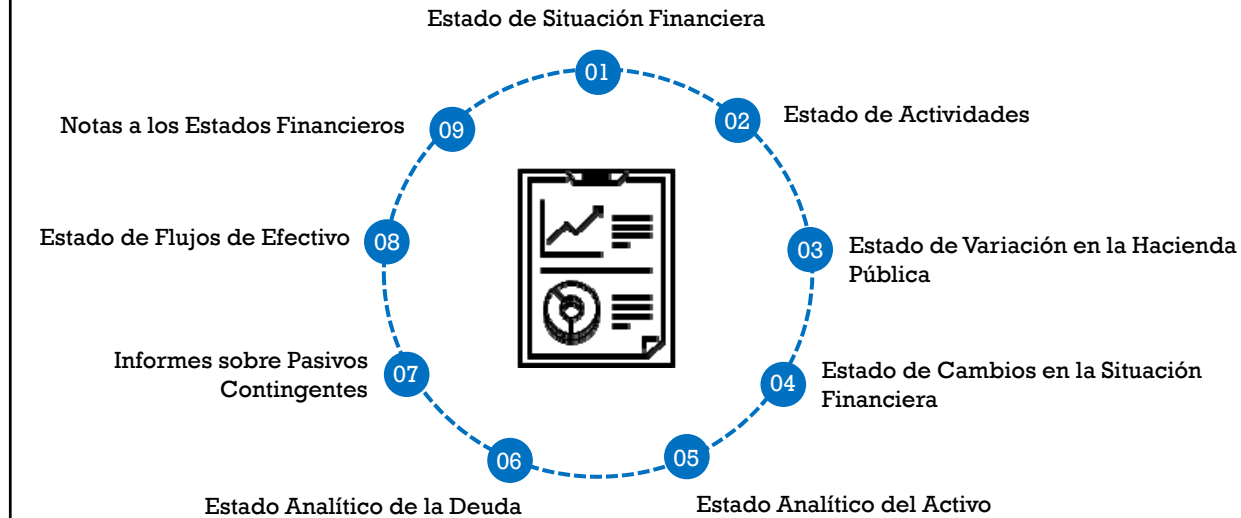 Estado de Situación Financiera
01
02
Estado de Actividades
03
Estado de Variación en la Hacienda
Pública
04
Estado de Cambios en la Situación
Financiera
05
Estado Analítico del Activo
06
Estado Analítico de la Deuda
07
Informes sobre Pasivos
Contingentes
08
Estado de Flujos de Efectivo
09
Notas a los Estados Financieros